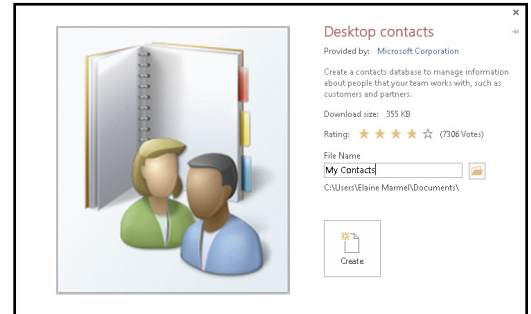 Desktop contacts
Provided by: Microsoft Corporation
Create a contacts database to manage information
about people that your team works with, such as
customers and partners.
Download size: 355 KB
Rating: (7306 Votes)
File Name
My Contacts
C:\Users\Elaine Marmel\Documents\
Create